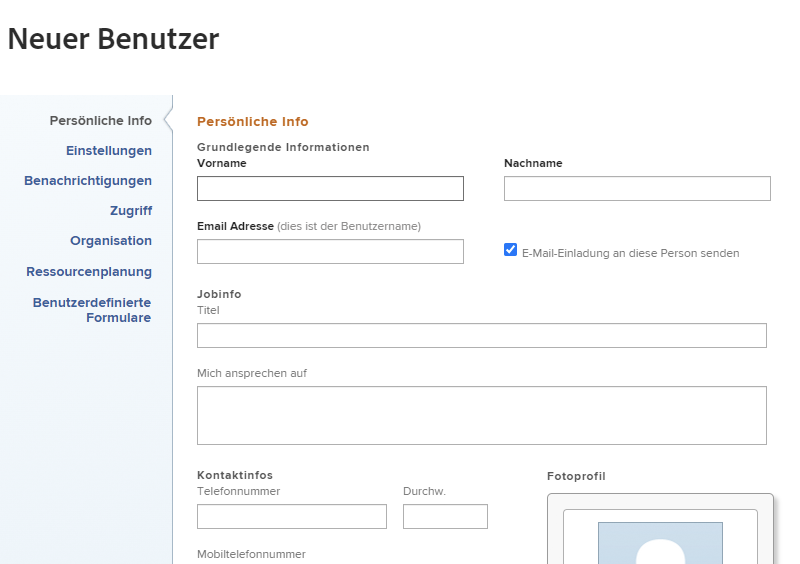 Neuer Benutzer
Persönliche Info
Einstellungen
Benachrichtigungen
Zugriff
Organisation
Ressourcenplanung
Benutzerdefinierte
Formulare
Persönliche Info
Grundlegende Informationen
Vorname
Nachname
Email Adresse (dies ist der Benutzername)
E-Mail-Einladung an diese Person senden
Jobinfo
Titel
Mich ansprechen auf
Kontaktinfos
Telefonnummer
Durchw.
Mobiltelefonnummer
Fotoprofil